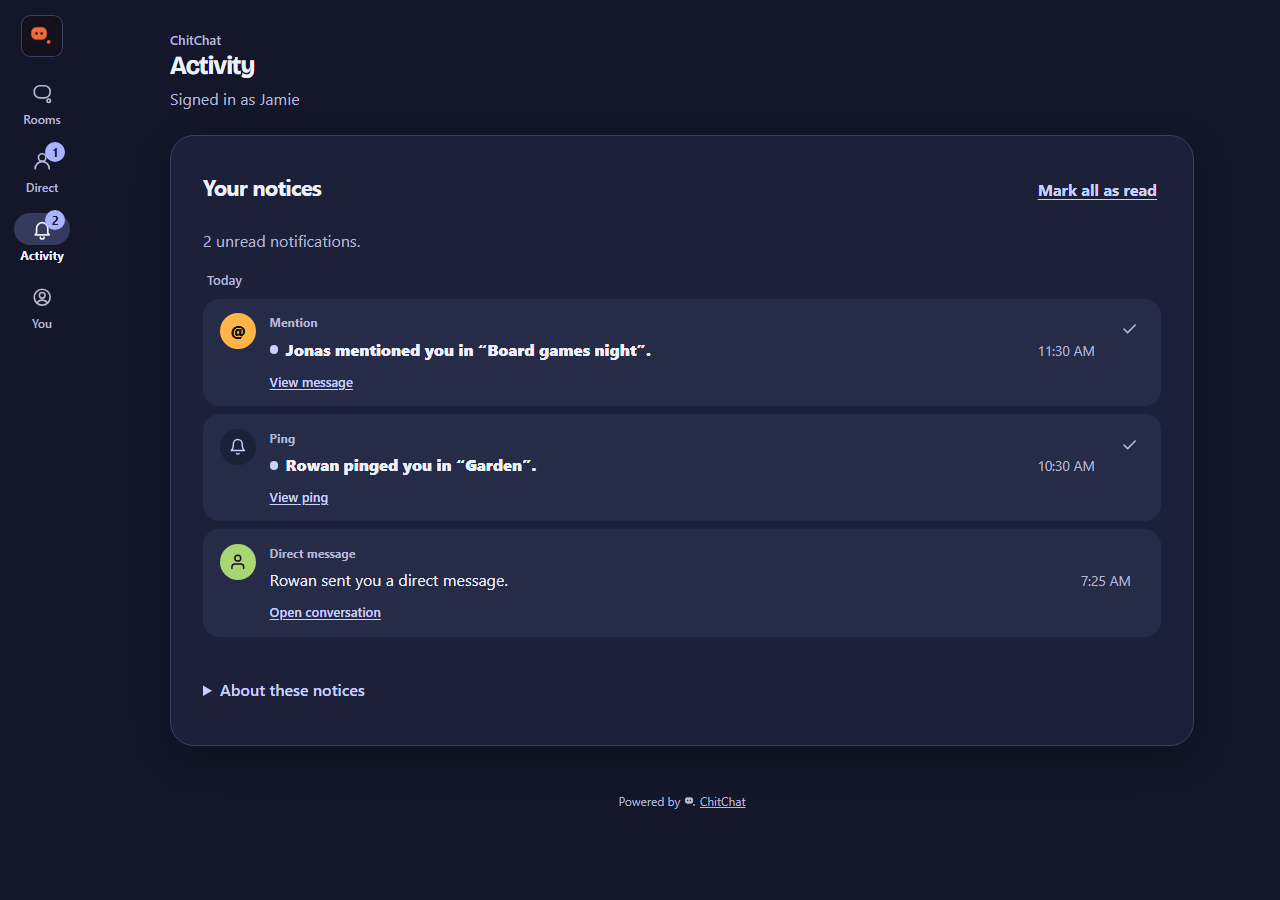 ChitChat
Activity
Signed in as Jamie
Rooms
1
Direct
2
Activity
You
Your notices
Mark all as read
2 unread notifications.
Today
@
Mention
Jonas mentioned you in “Board games night”.
11:30 AM
View message
Ping
Rowan pinged you in “Garden”.
10:30 AM
View ping
Direct message
Rowan sent you a direct message.
7:25 AM
Open conversation
About these notices
Powered by ChitChat